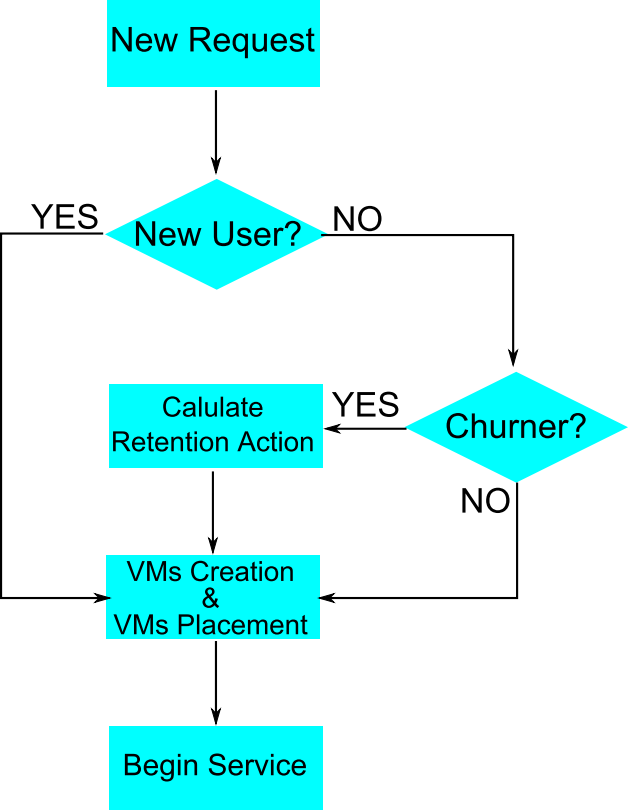 New Request
YES
NO
New User?
Calulate
Retention Action
YES
Churner?
NO
VMs Creation
&
VMs Placement
Begin Service